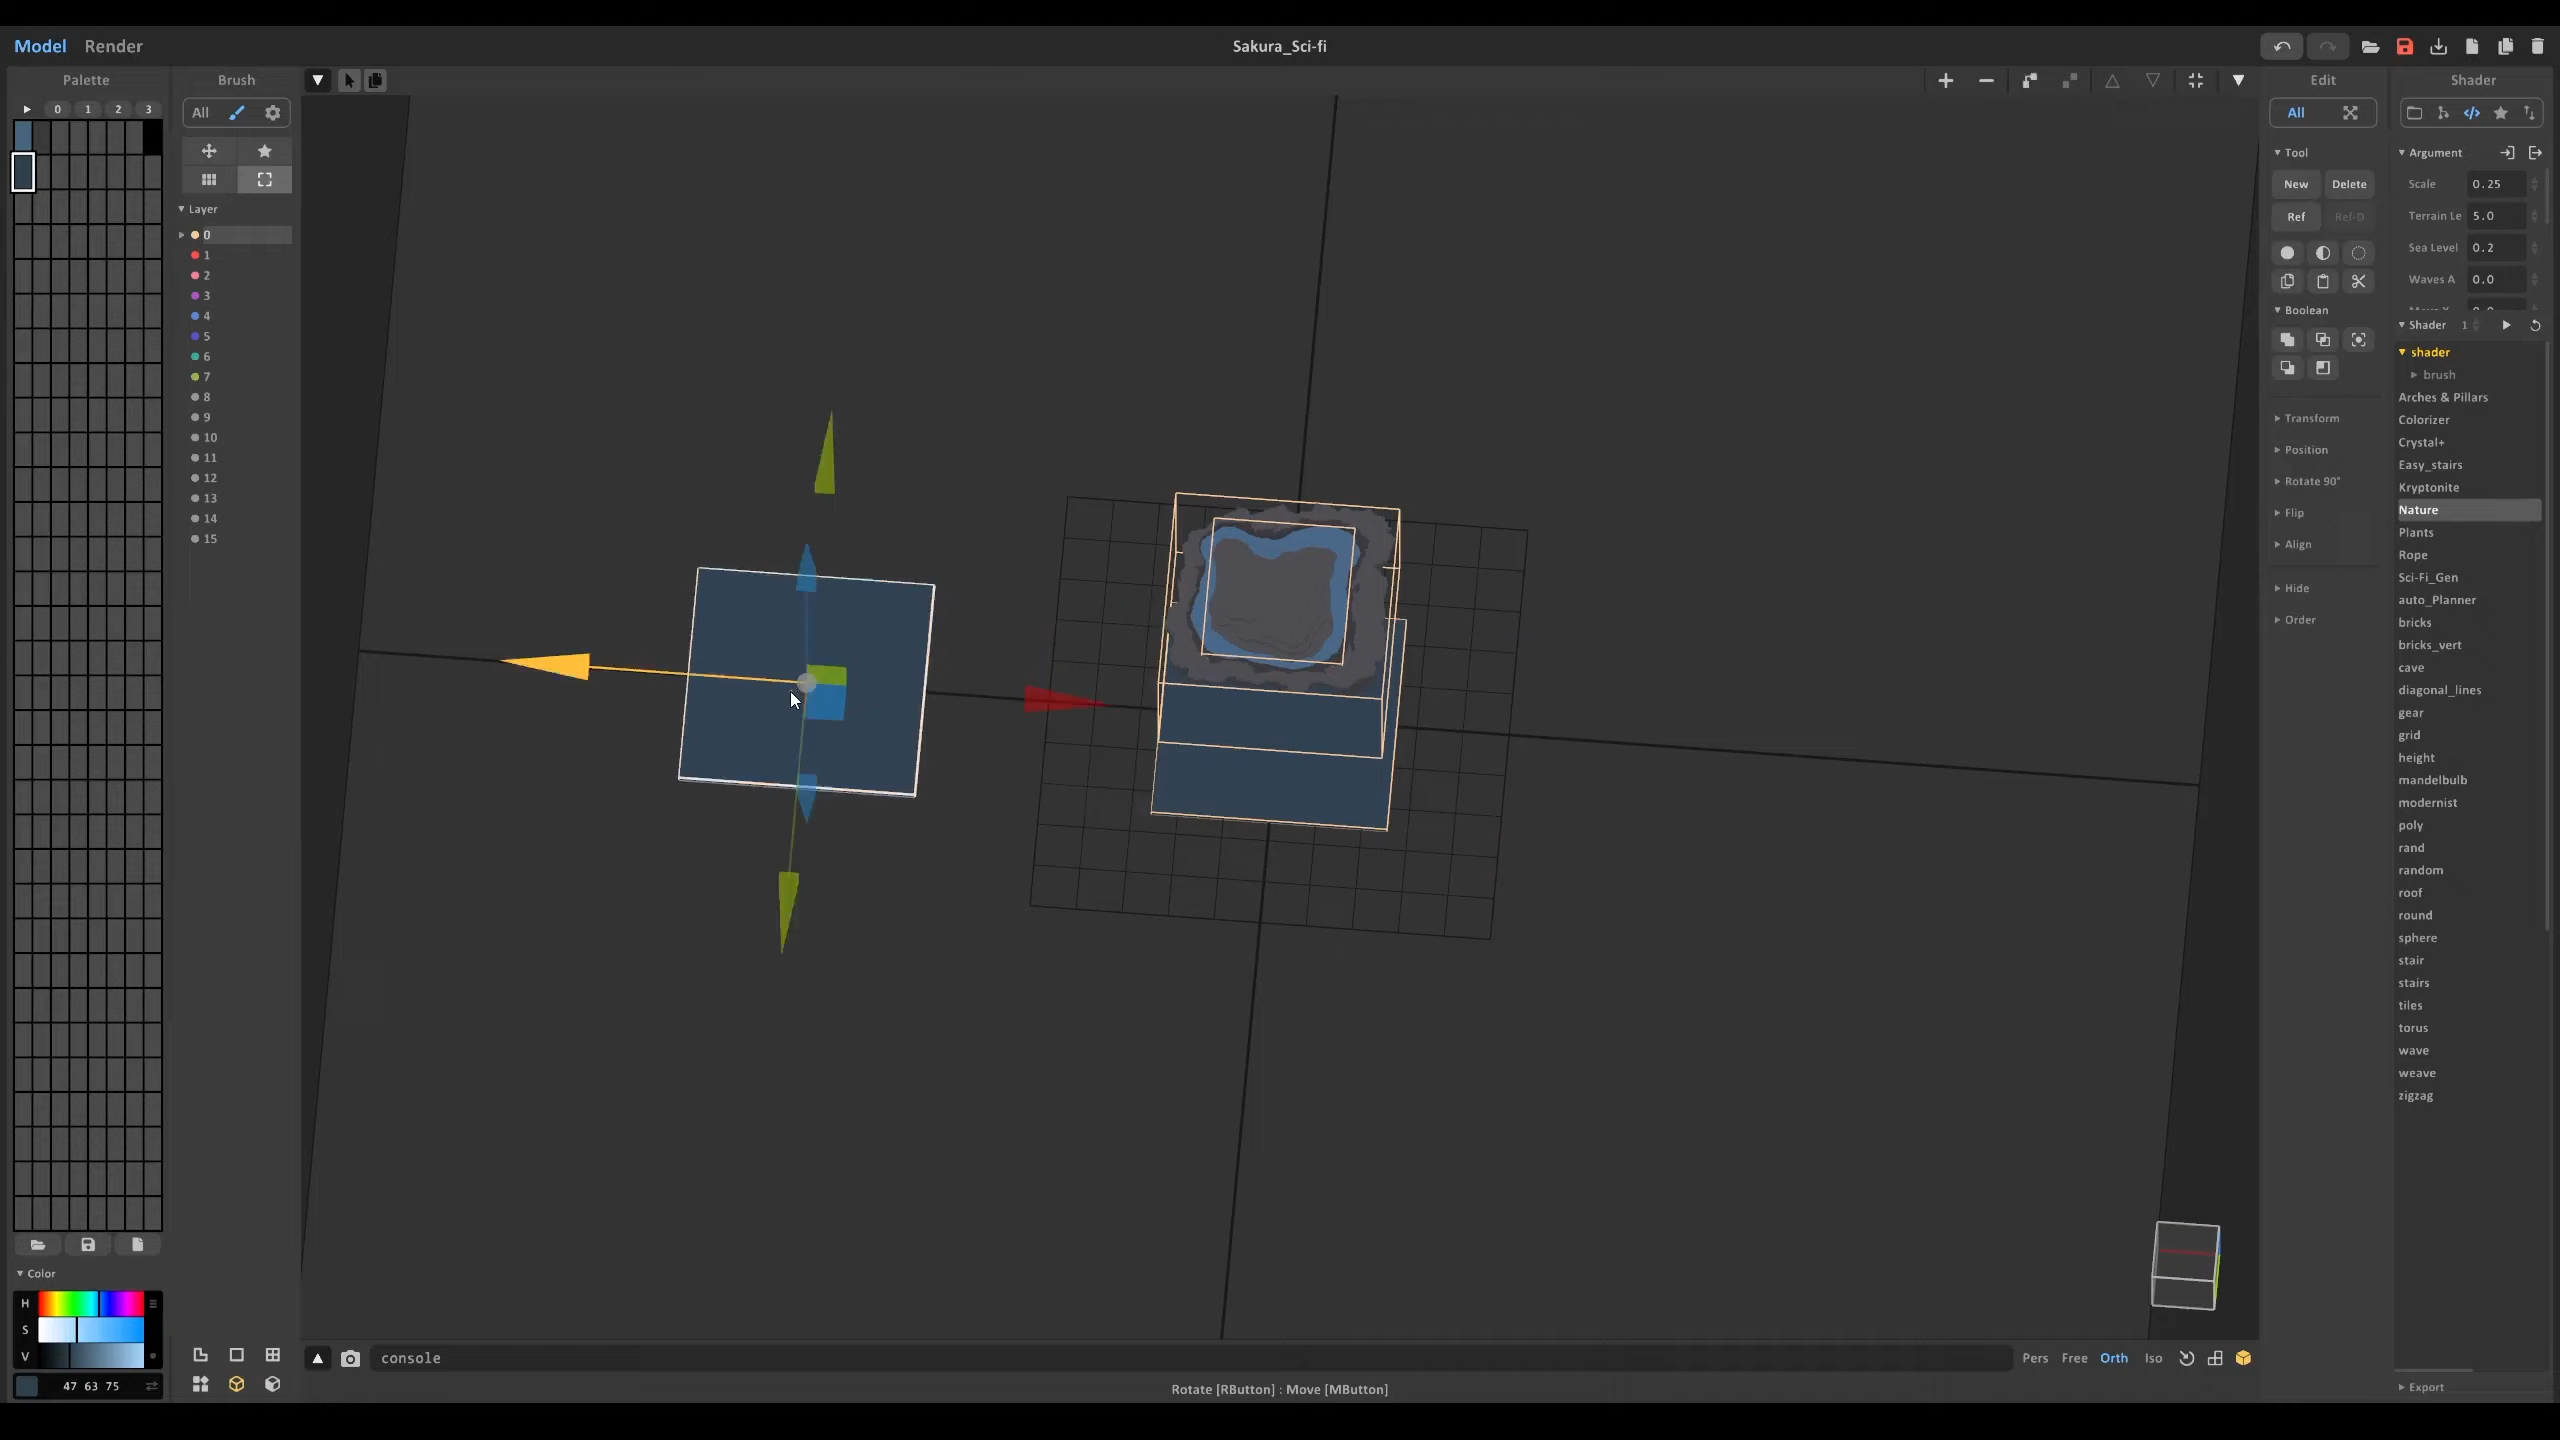 Model Render
Sakura_Sci-fi
Palette
0 1 2 3
Color
H
S
V
47 63 75
Brush
All
Layer
0
1
2
3
4
5
6
7
8
9
10
11
12
13
14
15
console
Pers Free Orth Iso
Rotate [RButton] : Move [MButton]
Edit
All
Tool
New Delete
Ref Ref-D
Boolean
Transform
Position
Rotate 90°
Flip
Align
Hide
Order
Shader
Argument
Scale 0.25
Terrain Le 5.0
Sea Level 0.2
Waves A 0.0
Shader 1
shader
brush
Arches & Pillars
Colorizer
Crystal+
Easy_stairs
Kryptonite
Nature
Plants
Rope
Sci-Fi_Gen
auto_Planner
bricks
bricks_vert
cave
diagonal_lines
gear
grid
height
mandelbulb
modernist
poly
rand
random
roof
round
sphere
stair
stairs
tiles
torus
wave
weave
zigzag
Export